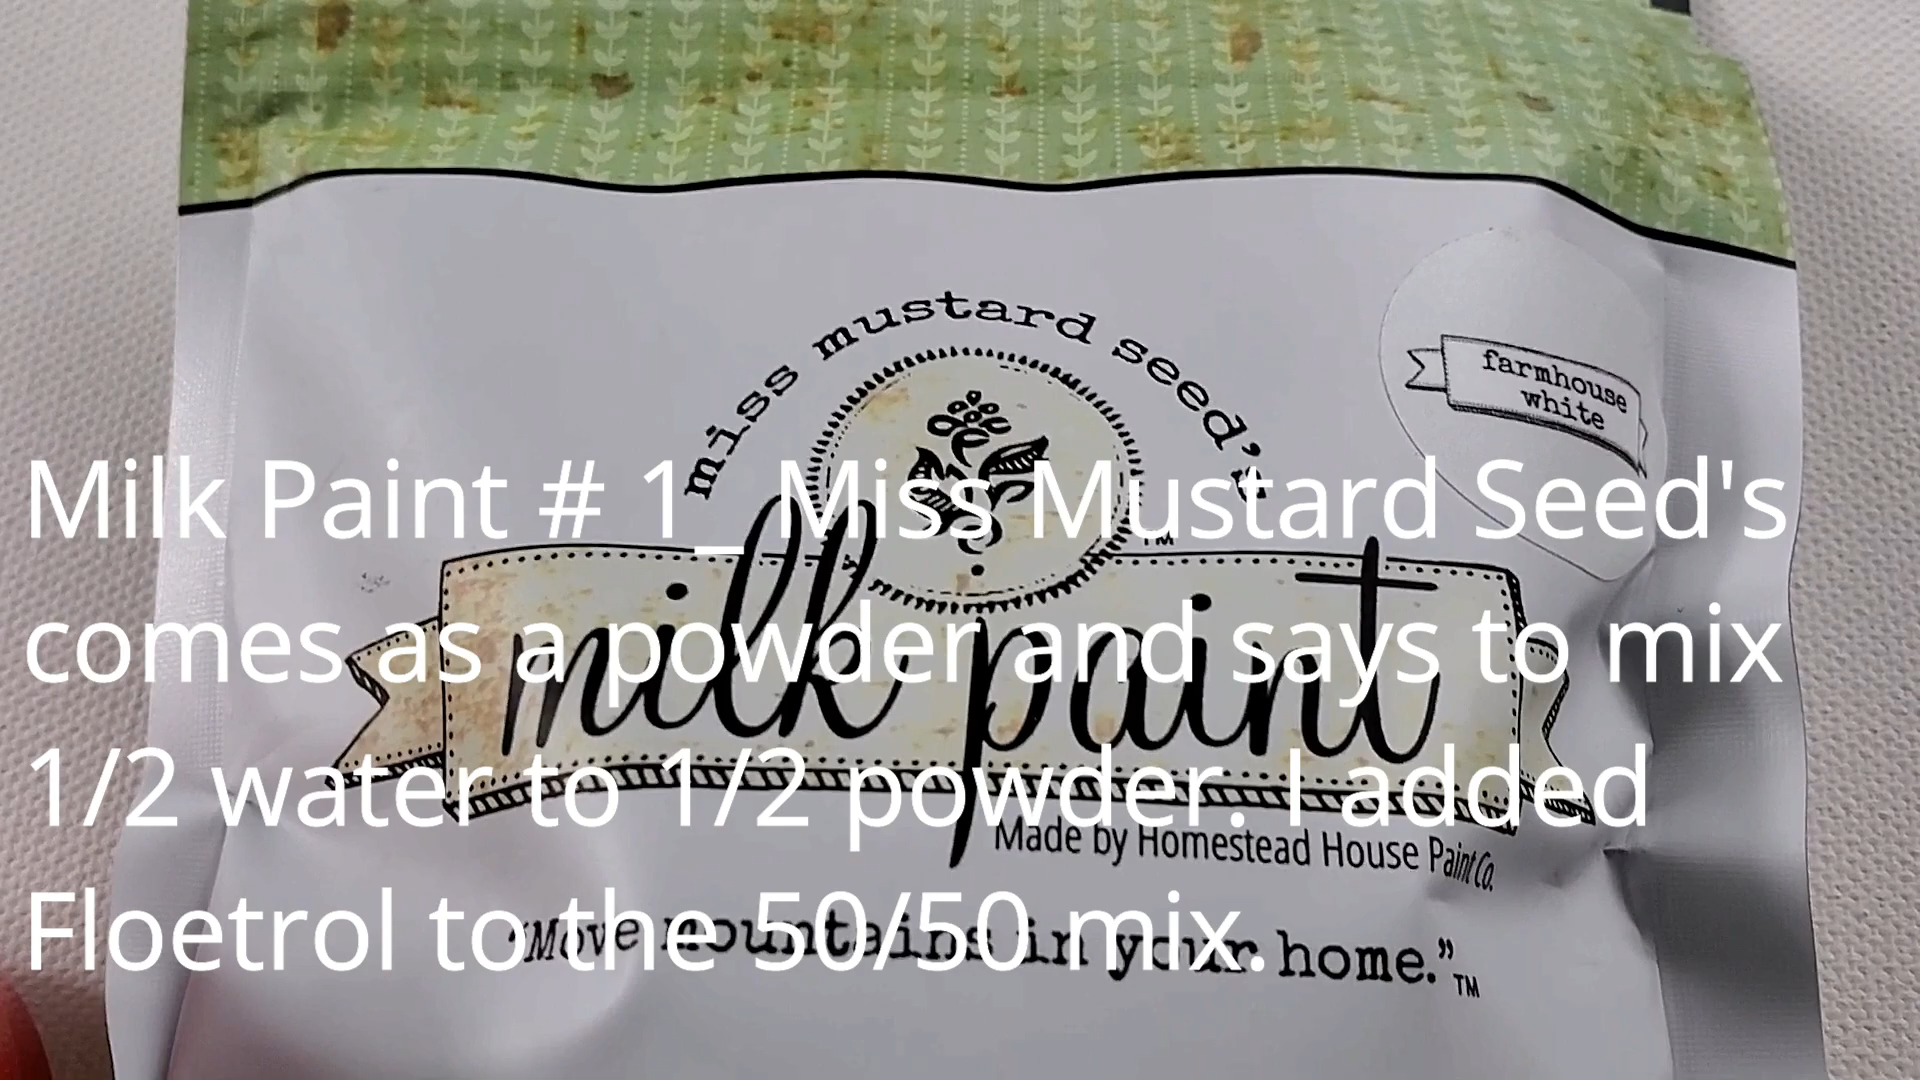 miss mustard seed's
farmhouse
white
milk paint
TM
Made by Homestead House Paint Co.
"Move mountains in your home."
TM
Milk Paint # 1_ Miss Mustard Seed's
comes as a powder and says to mix
1/2 water to 1/2 powder. I added
Floetrol to the 50/50 mix.